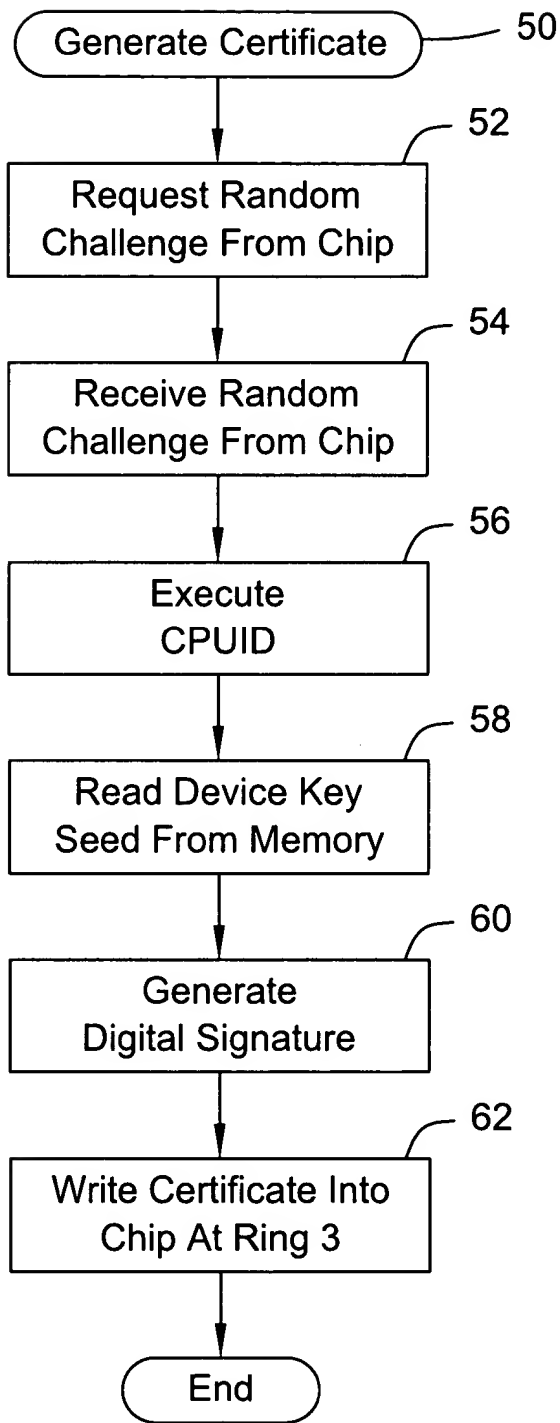 Generate Certificate
50
52
Request Random
Challenge From Chip
54
Receive Random
Challenge From Chip
56
Execute
CPUID
58
Read Device Key
Seed From Memory
60
Generate
Digital Signature
62
Write Certificate Into
Chip At Ring 3
End